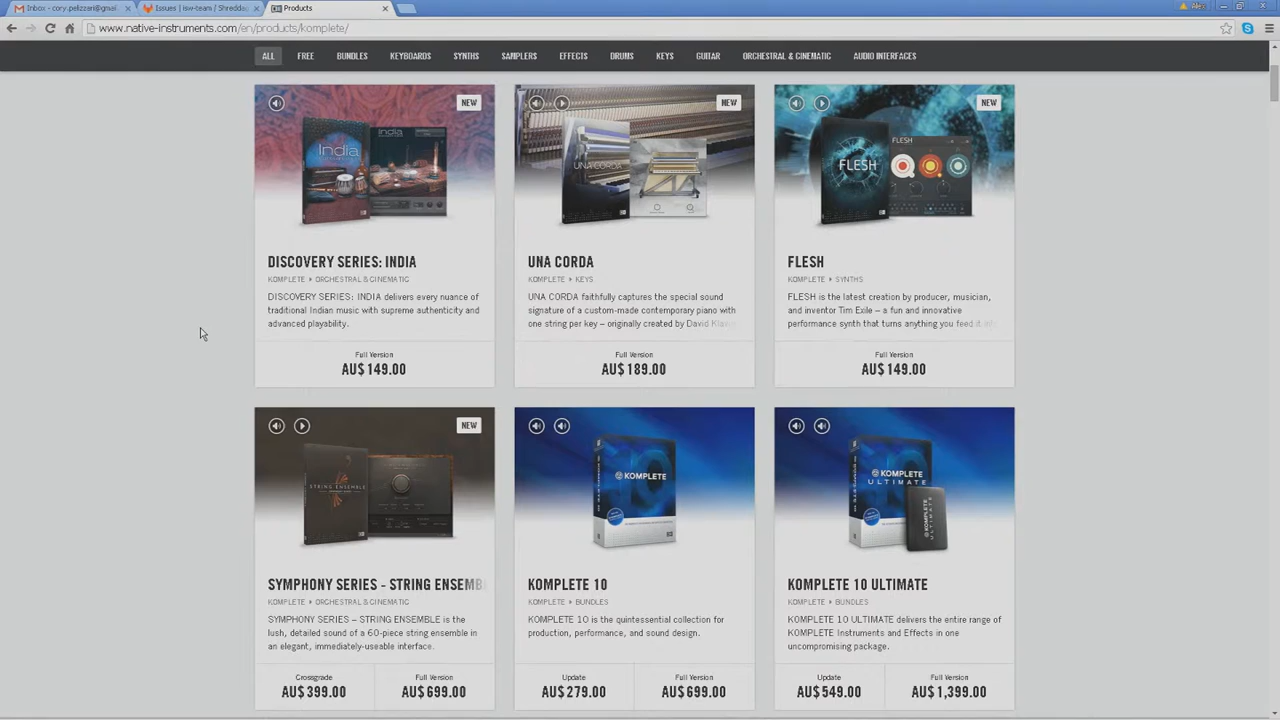 Inbox - cory.pelizzari@gmail
Issues | isw-team / Shreddag
Products
Alex
www.native-instruments.com/en/products/komplete/
ALL FREE BUNDLES KEYBOARDS SYNTHS SAMPLERS EFFECTS DRUMS KEYS GUITAR ORCHESTRAL & CINEMATIC AUDIO INTERFACES
NEW
India
DISCOVERY SERIES: INDIA
KOMPLETE ▸ ORCHESTRAL & CINEMATIC
DISCOVERY SERIES: INDIA delivers every nuance of
traditional Indian music with supreme authenticity and
advanced playability.
Full Version
AU$ 149.00
NEW
UNA CORDA
UNA CORDA
KOMPLETE ▸ KEYS
UNA CORDA faithfully captures the special sound
signature of a custom-made contemporary piano with
one string per key – originally created by David Klav
Full Version
AU$ 189.00
NEW
FLESH
FLESH
FLESH
KOMPLETE ▸ SYNTHS
FLESH is the latest creation by producer, musician,
and inventor Tim Exile – a fun and innovative
performance synth that turns anything you feed it int
Full Version
AU$ 149.00
NEW
STRING ENSEMBLE
SYMPHONY SERIES - STRING ENSEMB
KOMPLETE ▸ ORCHESTRAL & CINEMATIC
SYMPHONY SERIES – STRING ENSEMBLE is the
lush, detailed sound of a 60-piece string ensemble in
an elegant, immediately-useable interface.
Crossgrade
AU$ 399.00
Full Version
AU$ 699.00
KOMPLETE
10
KOMPLETE 10
KOMPLETE ▸ BUNDLES
KOMPLETE 10 is the quintessential collection for
production, performance, and sound design.
Update
AU$ 279.00
Full Version
AU$ 699.00
KOMPLETE
ULTIMATE
10
KOMPLETE
ULTIMATE
KOMPLETE 10 ULTIMATE
KOMPLETE ▸ BUNDLES
KOMPLETE 10 ULTIMATE delivers the entire range of
KOMPLETE Instruments and Effects in one
uncompromising package.
Update
AU$ 549.00
Full Version
AU$ 1,399.00